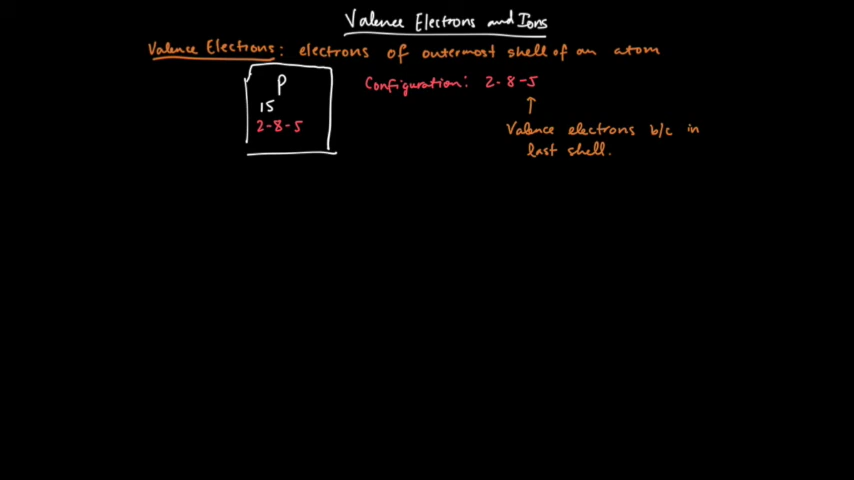 Valence Electrons and Ions
Valence Electrons: electrons of outermost shell of an atom
P
Configuration: 2-8-5
15
2-8-5
Valence electrons b/c in
last shell.